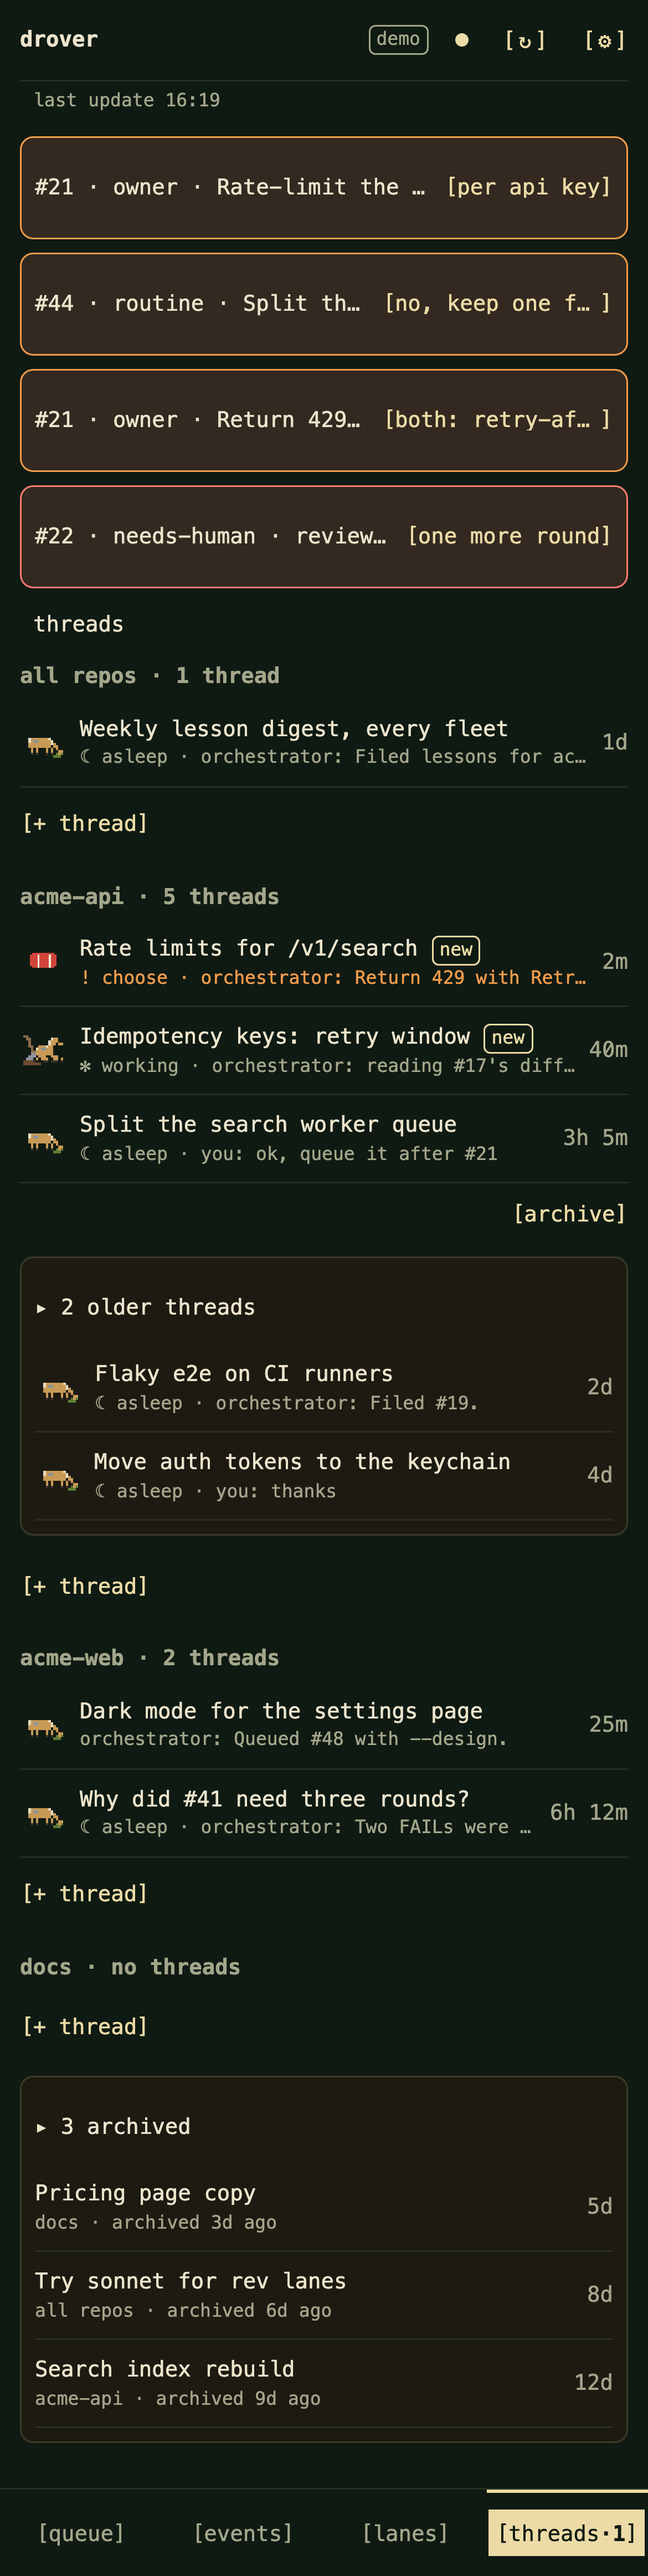 drover demo ● [↻] [⚙]
last update 16:19
#21 · owner · Rate-limit the … [per api key]
#44 · routine · Split th… [no, keep one f… ]
#21 · owner · Return 429… [both: retry-af… ]
#22 · needs-human · review… [one more round]
threads
all repos · 1 thread
Weekly lesson digest, every fleet 1d
☾ asleep · orchestrator: Filed lessons for ac…
[+ thread]
acme-api · 5 threads
Rate limits for /v1/search new 2m
! choose · orchestrator: Return 429 with Retr…
Idempotency keys: retry window new 40m
✻ working · orchestrator: reading #17's diff…
Split the search worker queue 3h 5m
☾ asleep · you: ok, queue it after #21
[archive]
▸ 2 older threads
Flaky e2e on CI runners 2d
☾ asleep · orchestrator: Filed #19.
Move auth tokens to the keychain 4d
☾ asleep · you: thanks
[+ thread]
acme-web · 2 threads
Dark mode for the settings page 25m
orchestrator: Queued #48 with --design.
Why did #41 need three rounds? 6h 12m
☾ asleep · orchestrator: Two FAILs were …
[+ thread]
docs · no threads
[+ thread]
▸ 3 archived
Pricing page copy 5d
docs · archived 3d ago
Try sonnet for rev lanes 8d
all repos · archived 6d ago
Search index rebuild 12d
acme-api · archived 9d ago
[queue] [events] [lanes] [threads·1]